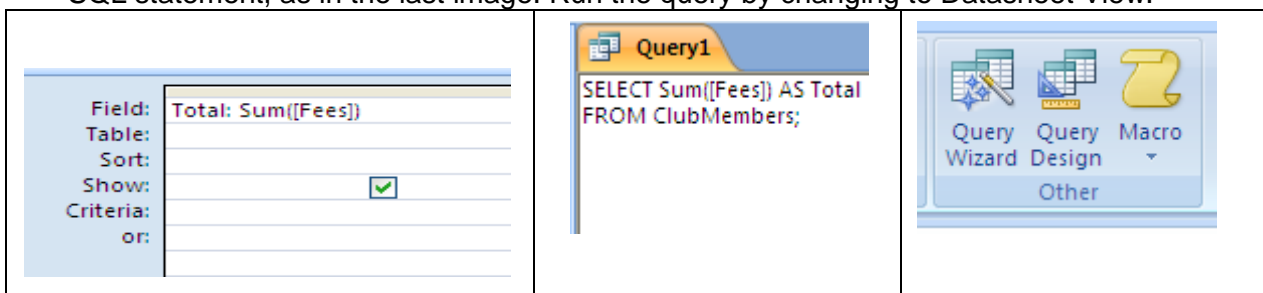 SQL statement, as in the last image. Run the query by changing to Datasheet View.
Field: Total: Sum([Fees])
Table:
Sort:
Show:
Criteria:
or:
Query1
SELECT Sum([Fees]) AS Total
FROM ClubMembers;
Query Wizard
Query Design
Macro
Other